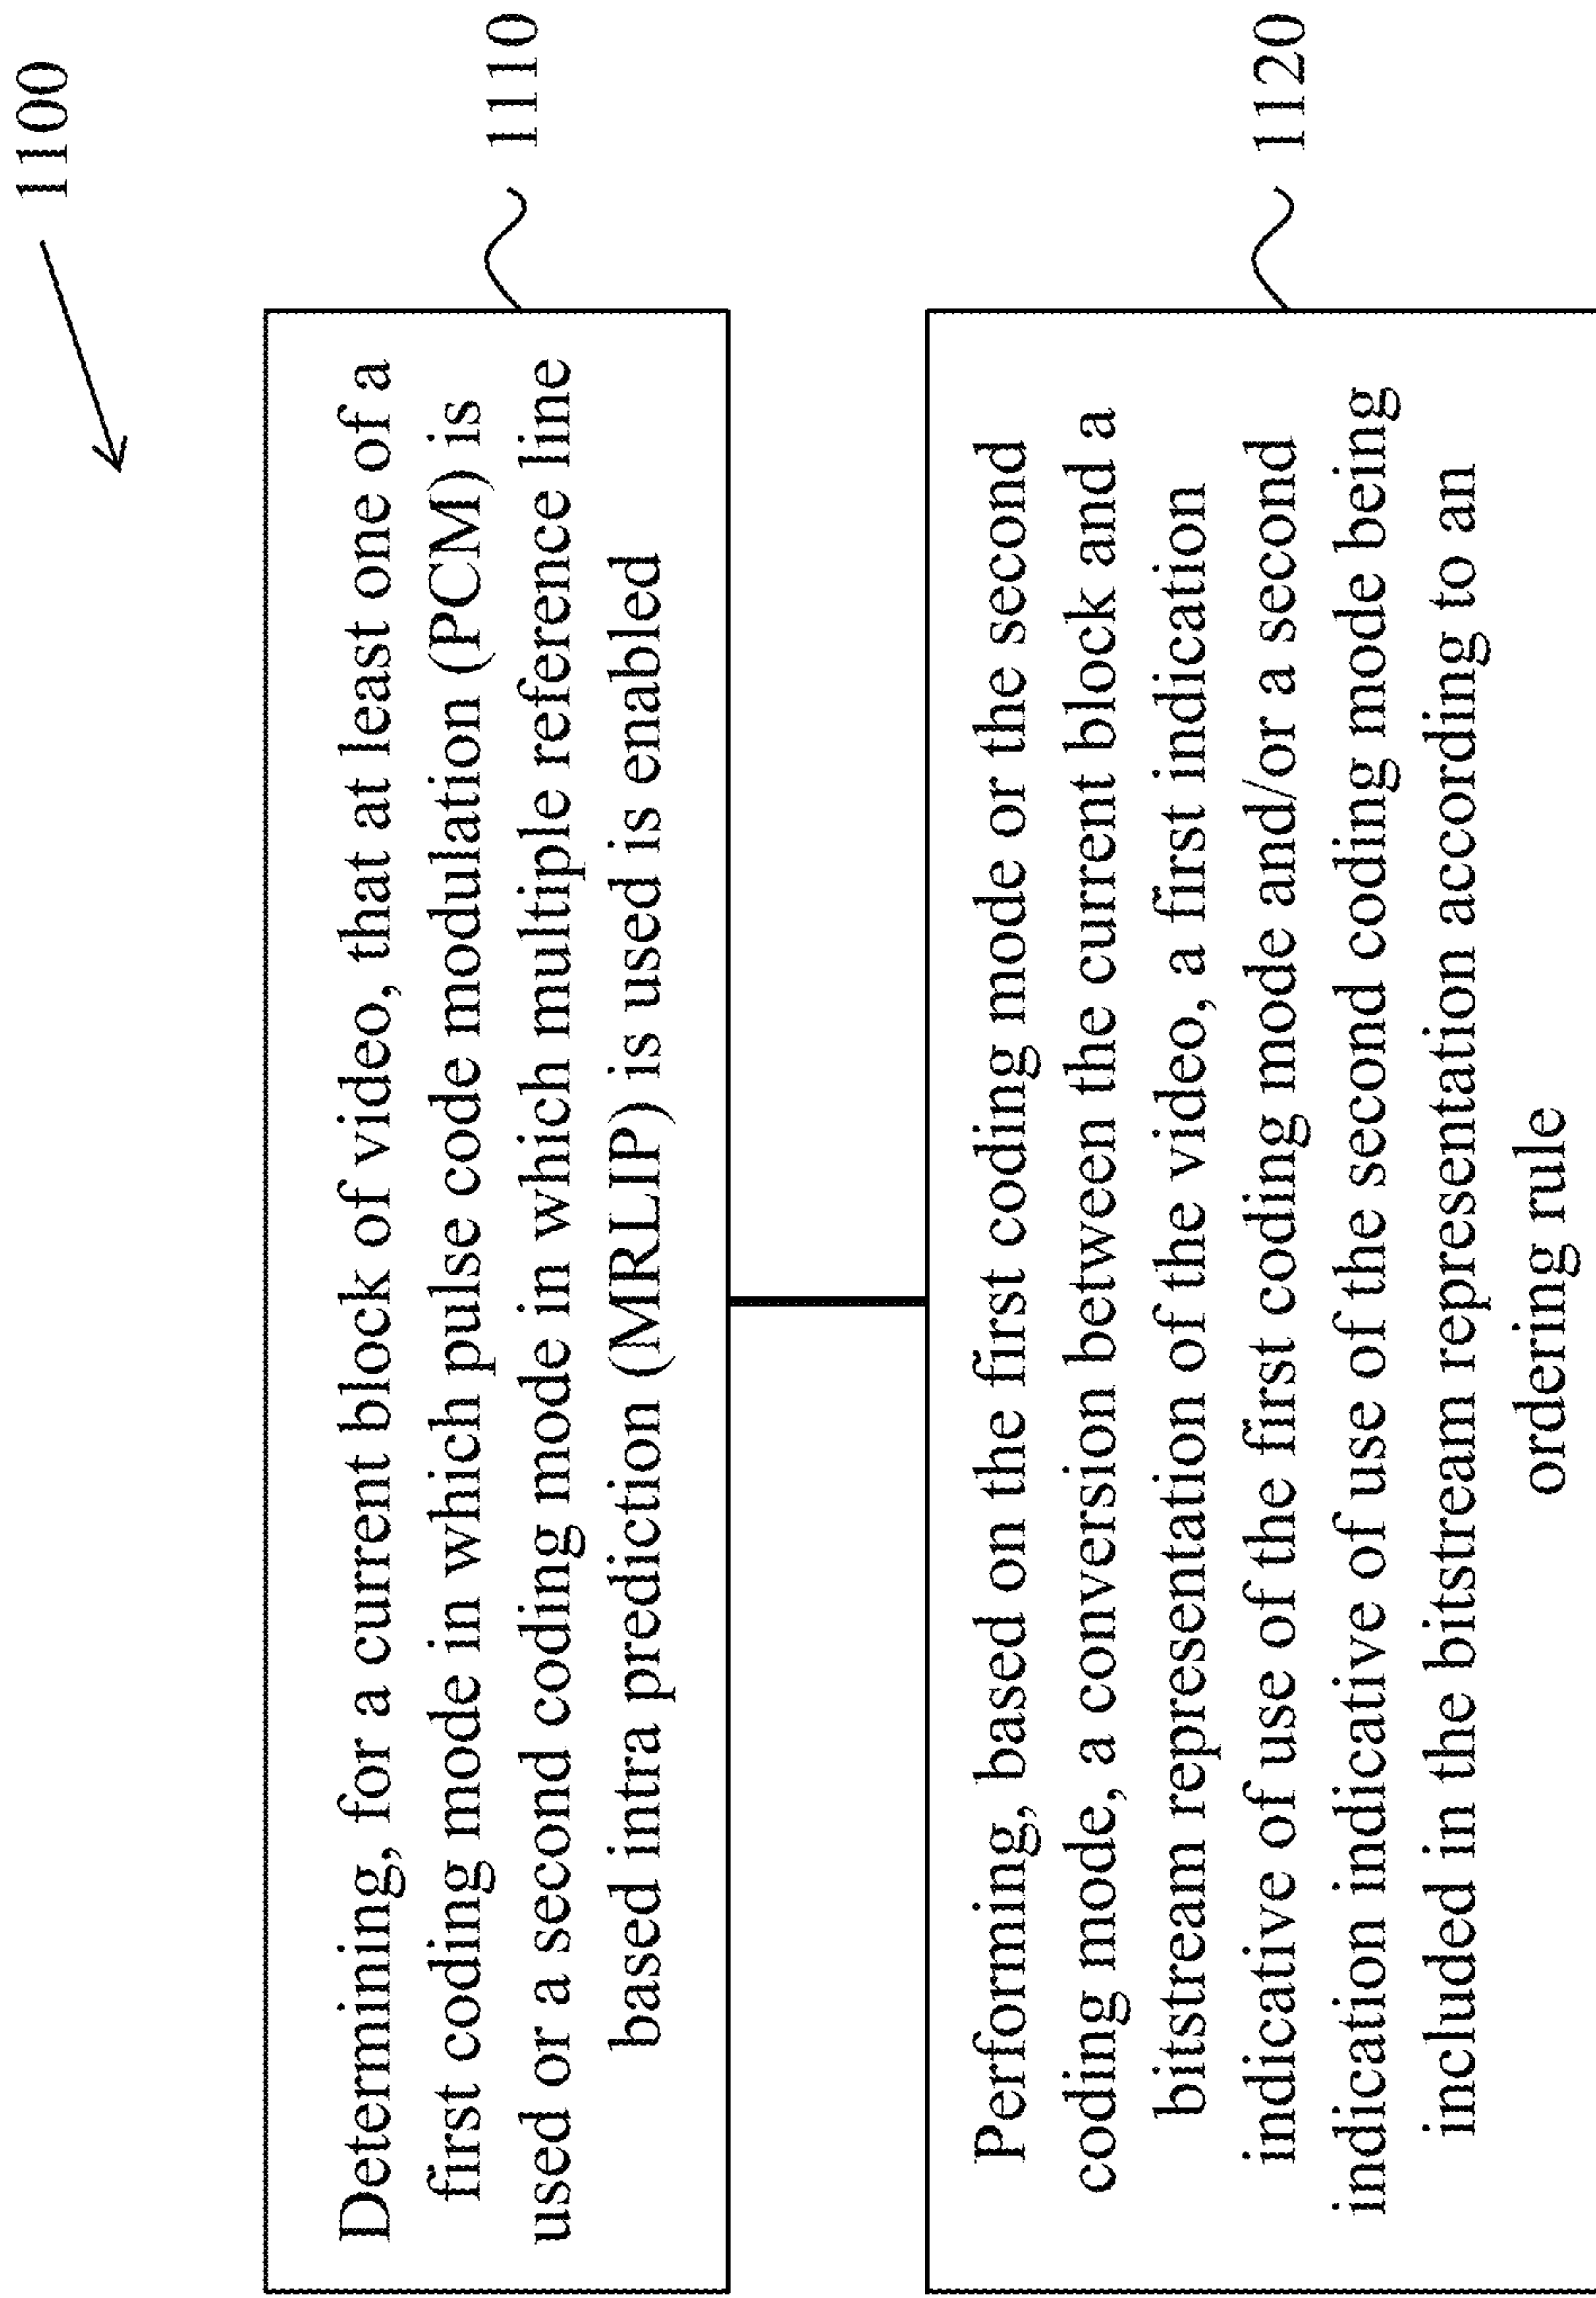 1100
Determining, for a current block of video, that at least one of a
first coding mode in which pulse code modulation (PCM) is
used or a second coding mode in which multiple reference line
based intra prediction (MRLIP) is used is enabled
1110
Performing, based on the first coding mode or the second
coding mode, a conversion between the current block and a
bitstream representation of the video, a first indication
indicative of use of the first coding mode and/or a second
indication indicative of use of the second coding mode being
included in the bitstream representation according to an
ordering rule
1120